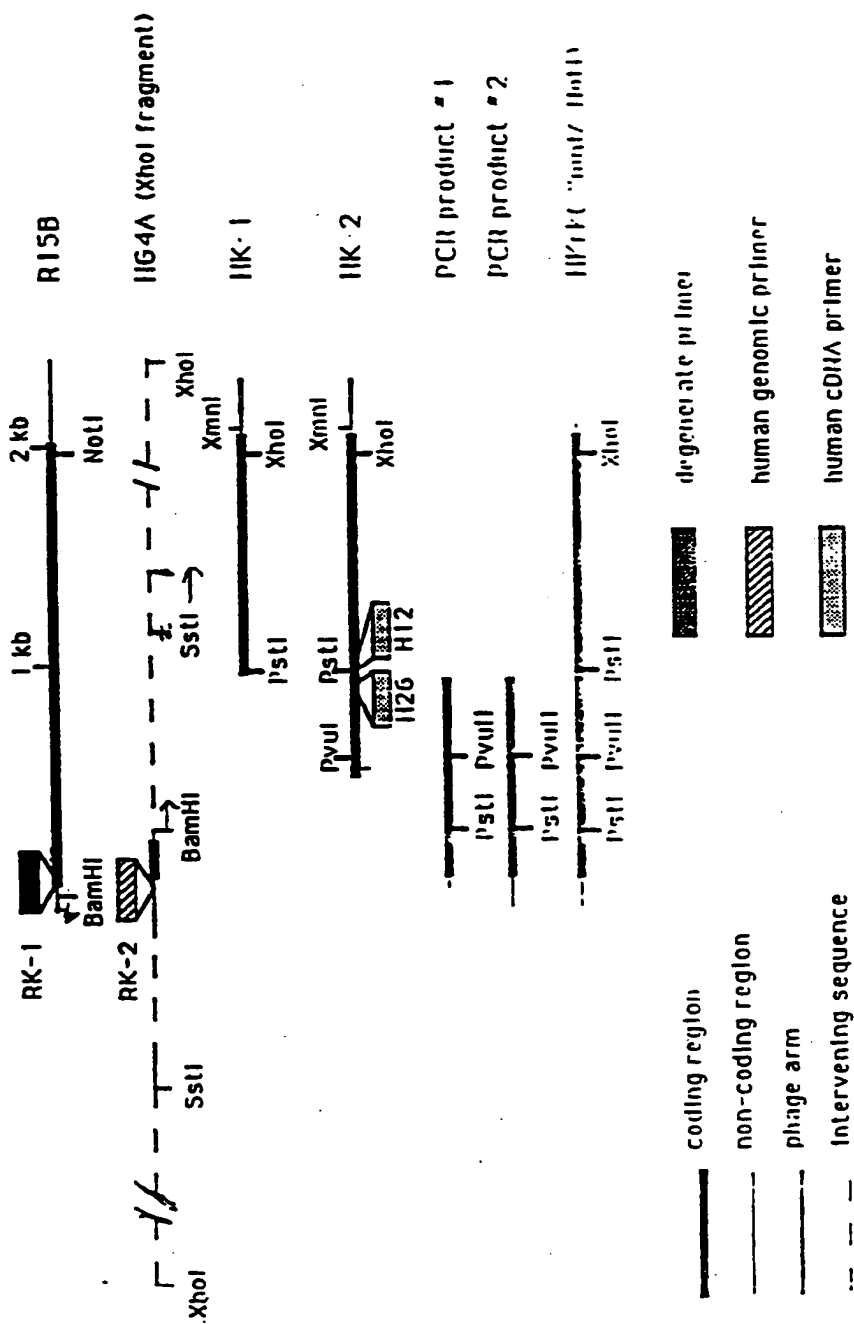 R15B
HG4A (XhoI fragment)
HK-1
HK-2
PCR product #1
PCR product #2
1 kb
2 kb
RK-1
BamHI
NotI
RK-2
XhoI
SstI
BamHI
SstI
XhoI
XmnI
PstI
XhoI
PvuI
PstI
XmnI
H26
H12
XhoI
PstI
PvuII
PstI
PvuII
PstI
PvuII
PstI
XhoI
coding region
non-coding region
phage arm
intervening sequence
degenerate primer
human genomic primer
human cDNA primer